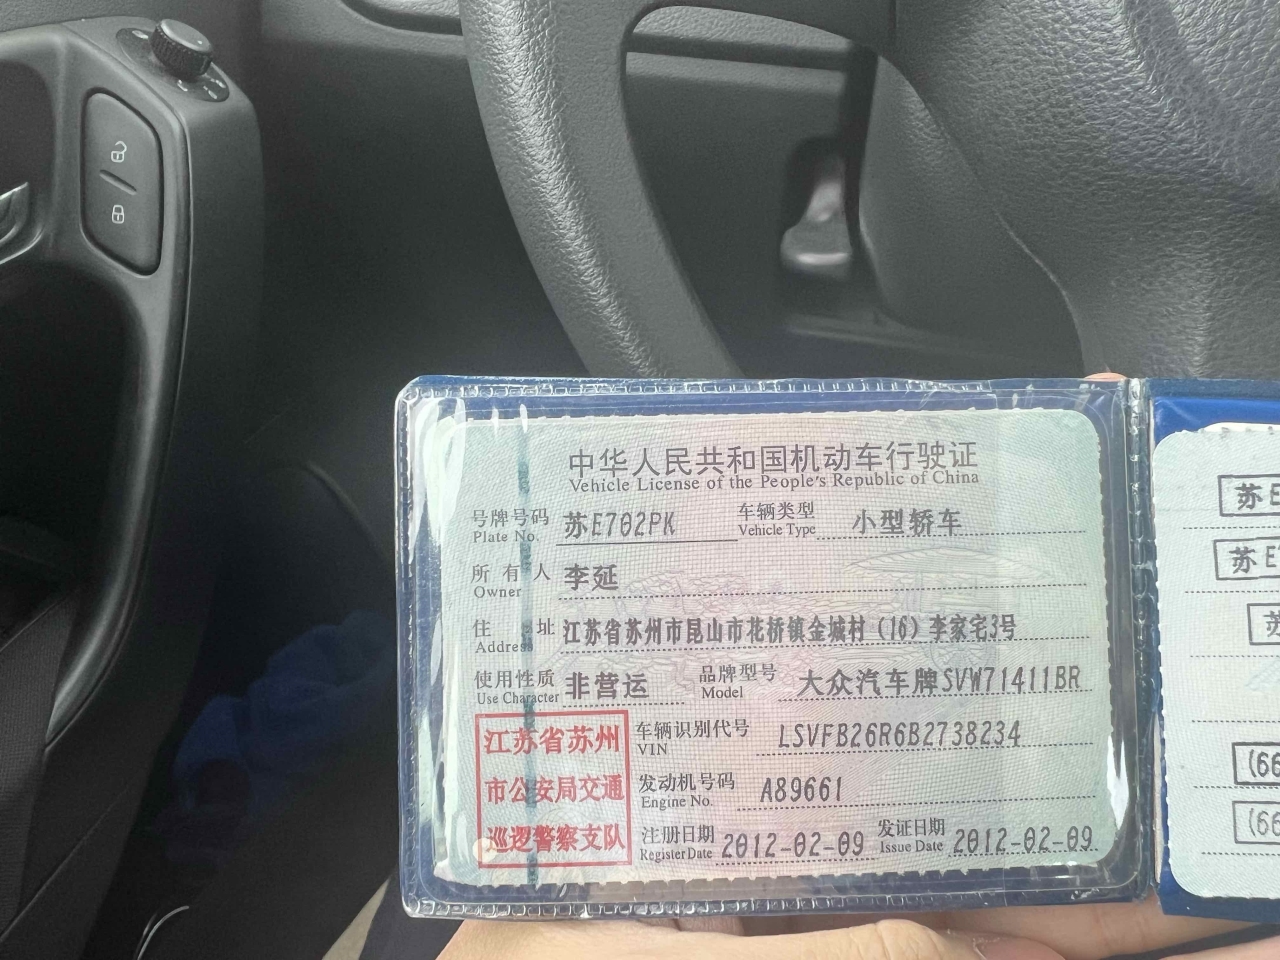 中华人民共和国机动车行驶证
Vehicle License of the People's Republic of China
号牌号码 苏E702PK 车辆类型 小型轿车
Plate No. Vehicle Type
所有人 李延
Owner
住址 江苏省苏州市昆山市花桥镇金城村（16）李家宅3号
Address
使用性质 非营运 品牌型号 大众汽车牌SVW71411BR
Use Character Model
江苏省苏州 车辆识别代号 LSVFB26R6B2738234
VIN
市公安局交通 发动机号码 A89661
Engine No.
巡逻警察支队 注册日期 2012-02-09 发证日期 2012-02-09
Register Date Issue Date
苏E
苏E
苏
(66
(66